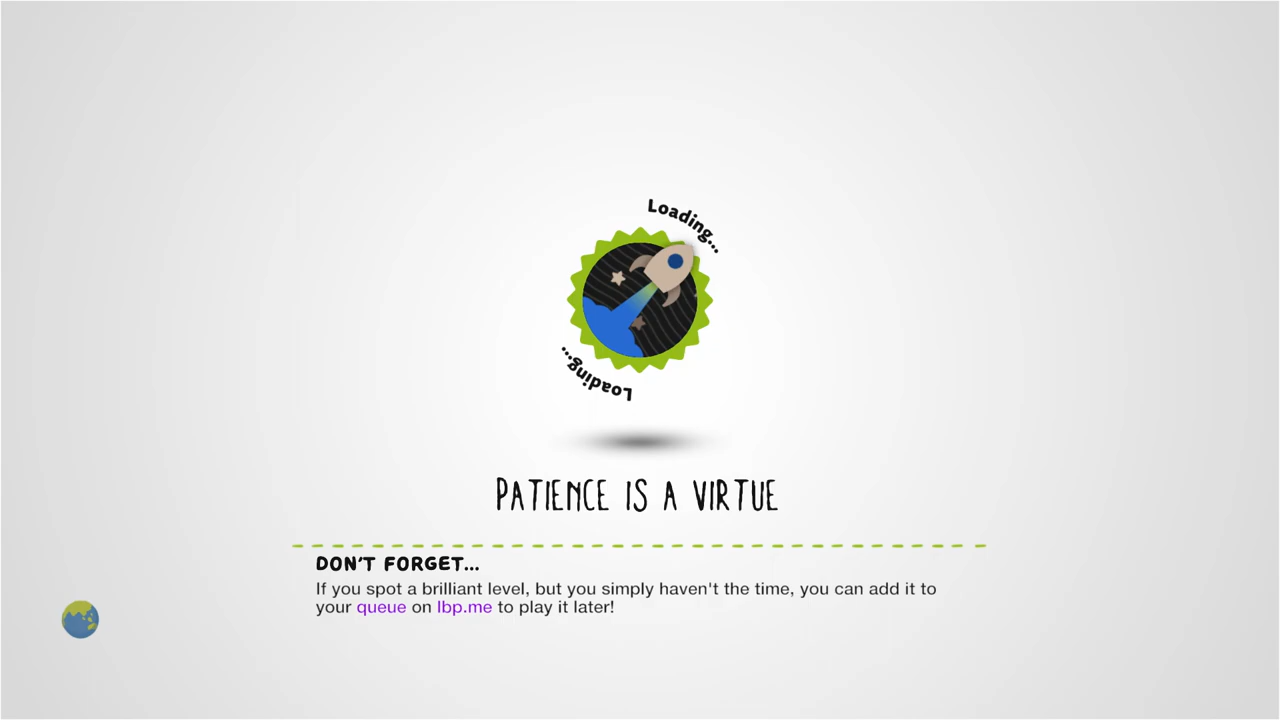 Loading...
Loading...
PATIENCE IS A VIRTUE
DON'T FORGET...
If you spot a brilliant level, but you simply haven't the time, you can add it to
your queue on lbp.me to play it later!